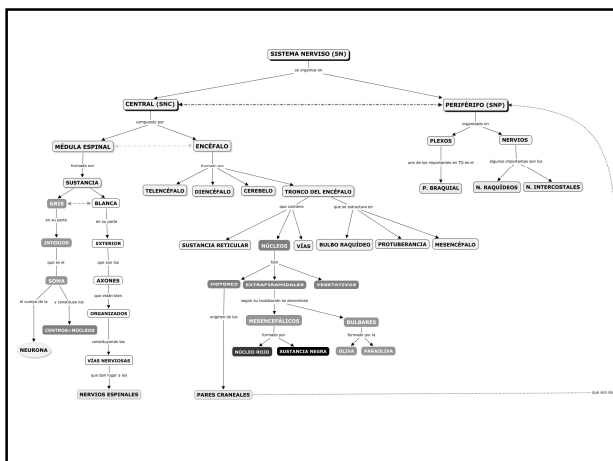 SISTEMA NERVISO (SN)
se organiza en
CENTRAL (SNC)
PERIFÉRIFO (SNP)
compuesto por
organizado en
MÉDULA ESPINAL
ENCÉFALO
PLEXOS
NERVIOS
formada por
formado por
uno de los importantes en TO es el
algunos importantes son los
SUSTANCIA
TELENCÉFALO
DIENCÉFALO
CEREBELO
TRONCO DEL ENCÉFALO
P. BRAQUIAL
N. RAQUÍDEOS
N. INTERCOSTALES
GRIS
BLANCA
que contiene
que se estructura en
en su parte
en su parte
INTERIOR
EXTERIOR
SUSTANCIA RETICULAR
NÚCLEOS
VÍAS
BULBO RAQUÍDEO
PROTUBERANCIA
MESENCÉFALO
que es el
que son los
tipo
SOMA
AXONES
MOTORES
EXTRAPIRAMIDALES
VEGETATIVOS
el cuerpo de la
y constituye los
que están bien
originen de los
según su localización se denominan
CENTROS=NÚCLEOS
ORGANIZADOS
MESENCEFÁLICOS
BULBARES
NEURONA
constituyendo las
formado por
formado por la
VÍAS NERVIOSAS
NÚCLEO ROJO
SUSTANCIA NEGRA
OLIVA
PARAOLIVA
que dan lugar a los
NERVIOS ESPINALES
PARES CRANEALES
que son de